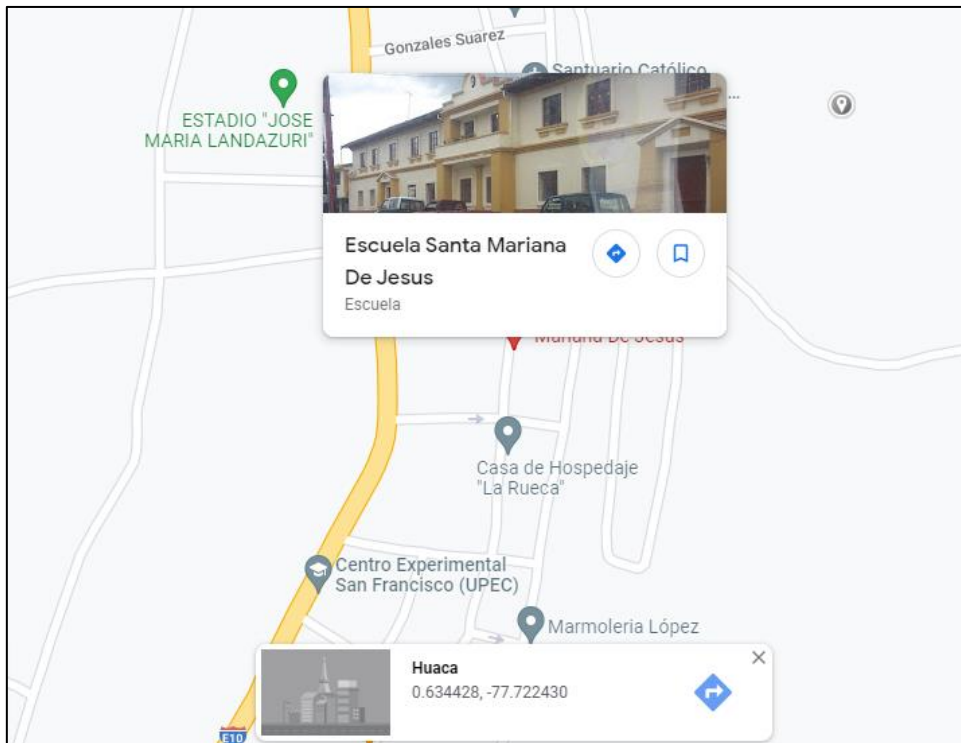 Gonzales Suarez
Santuario Católico
...
ESTADIO "JOSE
MARIA LANDAZURI"
Escuela Santa Mariana
De Jesus
Escuela
Mariana De Jesus
Casa de Hospedaje
"La Rueca"
Centro Experimental
San Francisco (UPEC)
Marmoleria López
Huaca
0.634428, -77.722430
E10